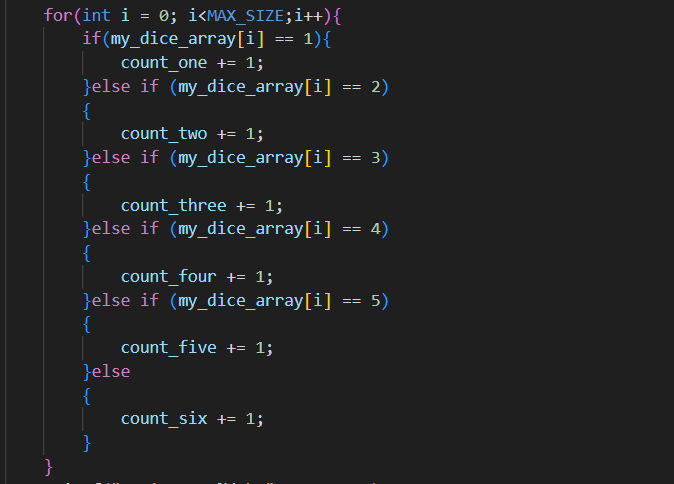 for(int i = 0; i<MAX_SIZE;i++){
if(my_dice_array[i] == 1){
count_one += 1;
}else if (my_dice_array[i] == 2)
{
count_two += 1;
}else if (my_dice_array[i] == 3)
{
count_three += 1;
}else if (my_dice_array[i] == 4)
{
count_four += 1;
}else if (my_dice_array[i] == 5)
{
count_five += 1;
}else
{
count_six += 1;
}
}